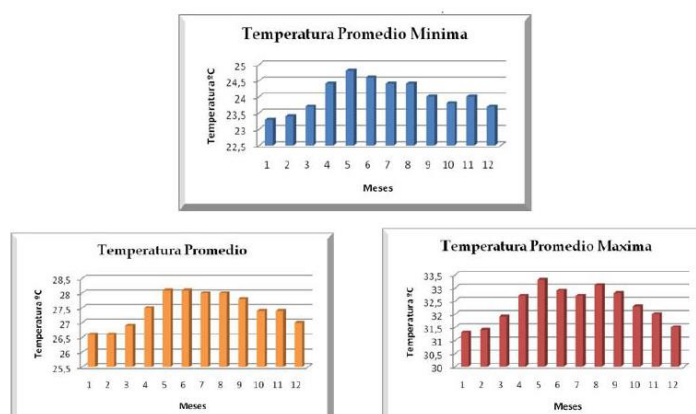 Temperatura Promedio Minima
Temperatura ºC
25
24,5
24
23,5
23
22,5
1 2 3 4 5 6 7 8 9 10 11 12
Meses
Temperatura Promedio
Temperatura ºC
28,5
28
27,5
27
26,5
26
25,5
1 2 3 4 5 6 7 8 9 10 11 12
Meses
Temperatura Promedio Maxima
Temperatura ºC
33,5
33
32,5
32
31,5
31
30,5
30
1 2 3 4 5 6 7 8 9 10 11 12
Meses